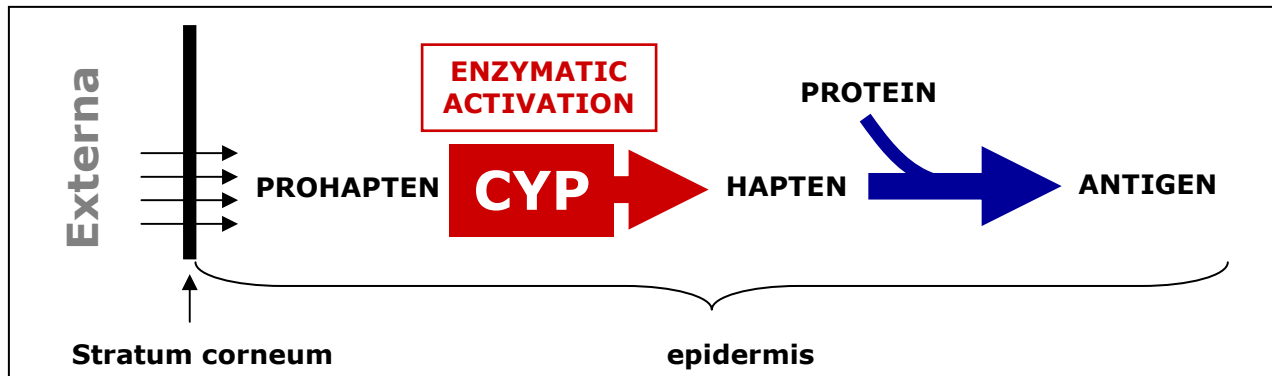 Externa
ENZYMATIC
ACTIVATION
PROTEIN
PROHAPTEN
CYP
HAPTEN
ANTIGEN
Stratum corneum
epidermis